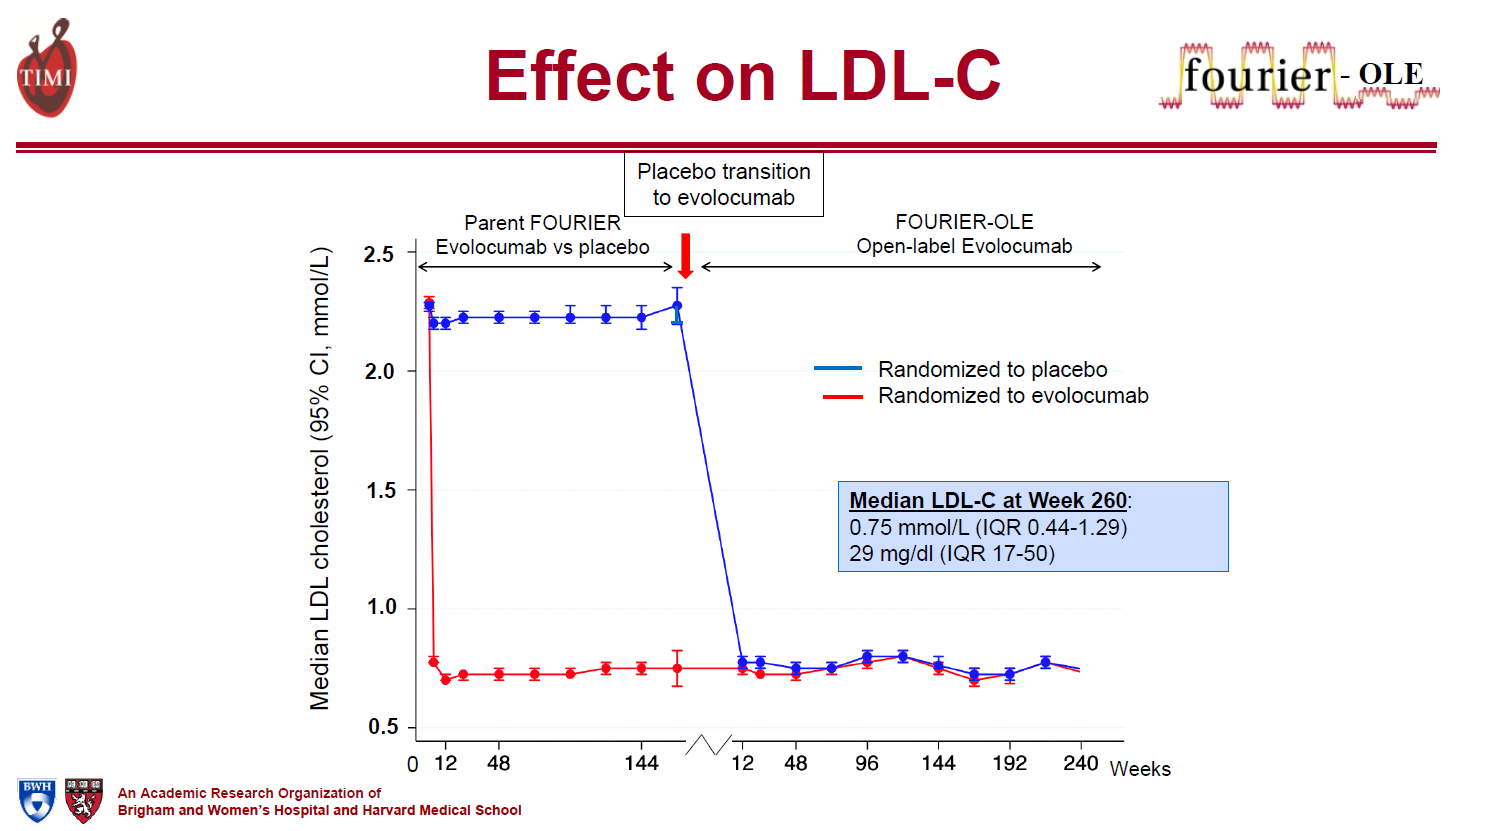 TIMI
Effect on LDL-C
fourier - OLE
Placebo transition
to evolocumab
Parent FOURIER
Evolocumab vs placebo
FOURIER-OLE
Open-label Evolocumab
Median LDL cholesterol (95% CI, mmol/L)
2.5
2.0
1.5
1.0
0.5
Randomized to placebo
Randomized to evolocumab
Median LDL-C at Week 260:
0.75 mmol/L (IQR 0.44-1.29)
29 mg/dl (IQR 17-50)
0 12 48 144 12 48 96 144 192 240 Weeks
BWH
An Academic Research Organization of
Brigham and Women's Hospital and Harvard Medical School